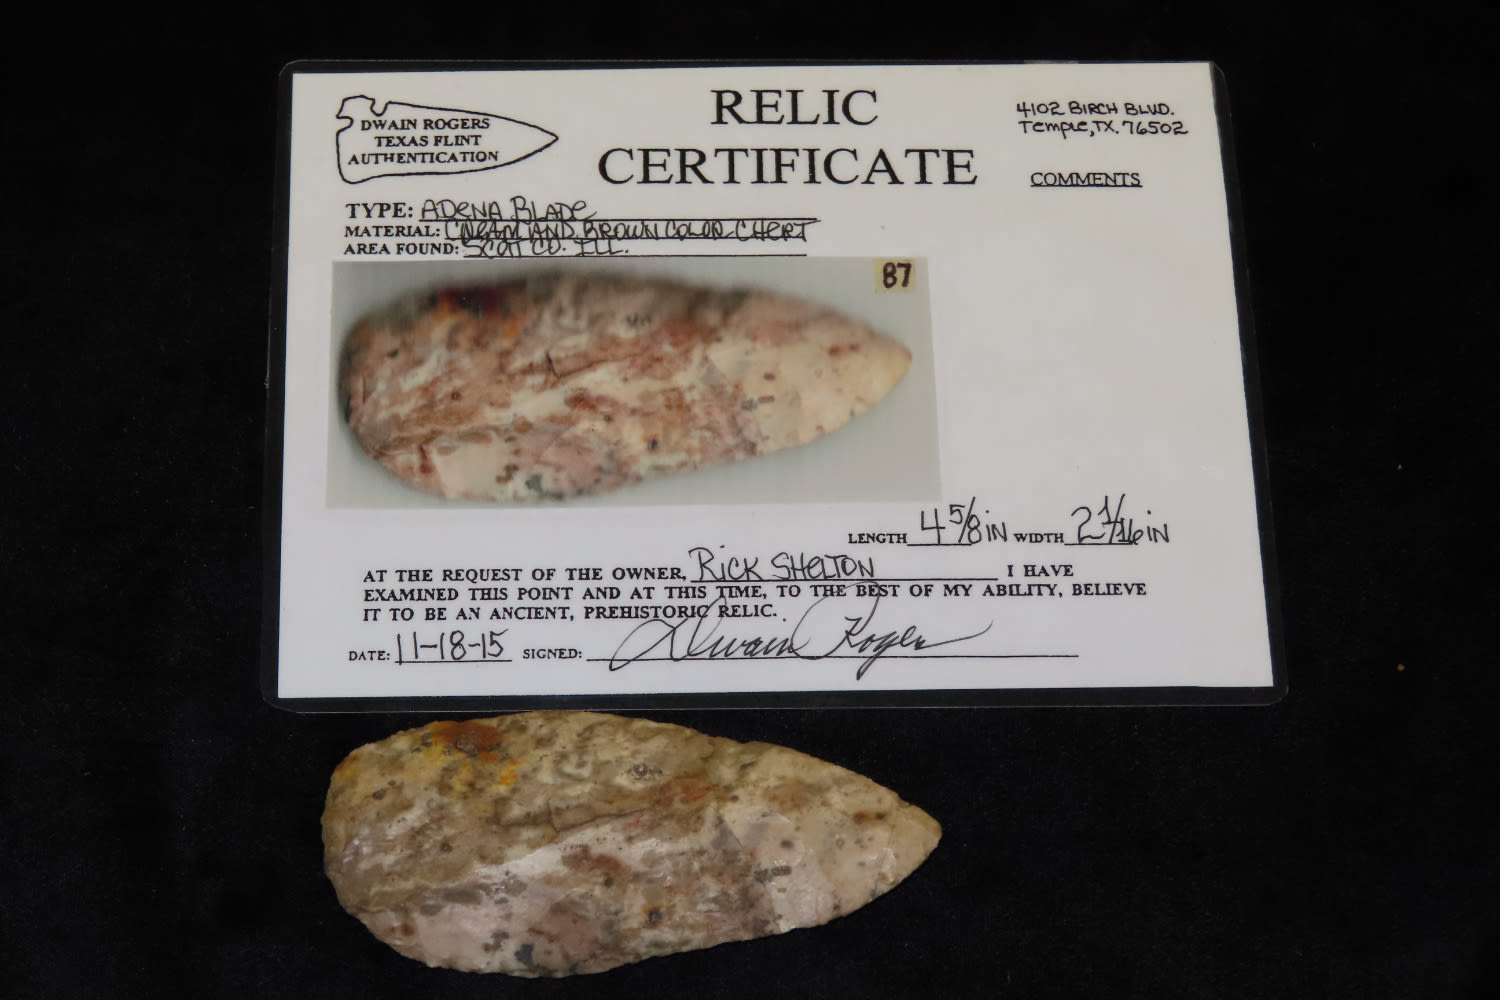 DWAIN ROGERS
TEXAS FLINT
AUTHENTICATION
RELIC
CERTIFICATE
4102 BIRCH BLVD.
Temple, TX. 76502
COMMENTS
TYPE: ADENA BLADE
MATERIAL: CREAM AND BROWN COLOR CHERT
AREA FOUND: SCOTT CO. ILL.
87
LENGTH 4 5/8 IN WIDTH 2 1/16 IN
AT THE REQUEST OF THE OWNER, RICK SHELTON I HAVE
EXAMINED THIS POINT AND AT THIS TIME, TO THE BEST OF MY ABILITY, BELIEVE
IT TO BE AN ANCIENT, PREHISTORIC RELIC.
DATE: 11-18-15 SIGNED: Dwain Rogers